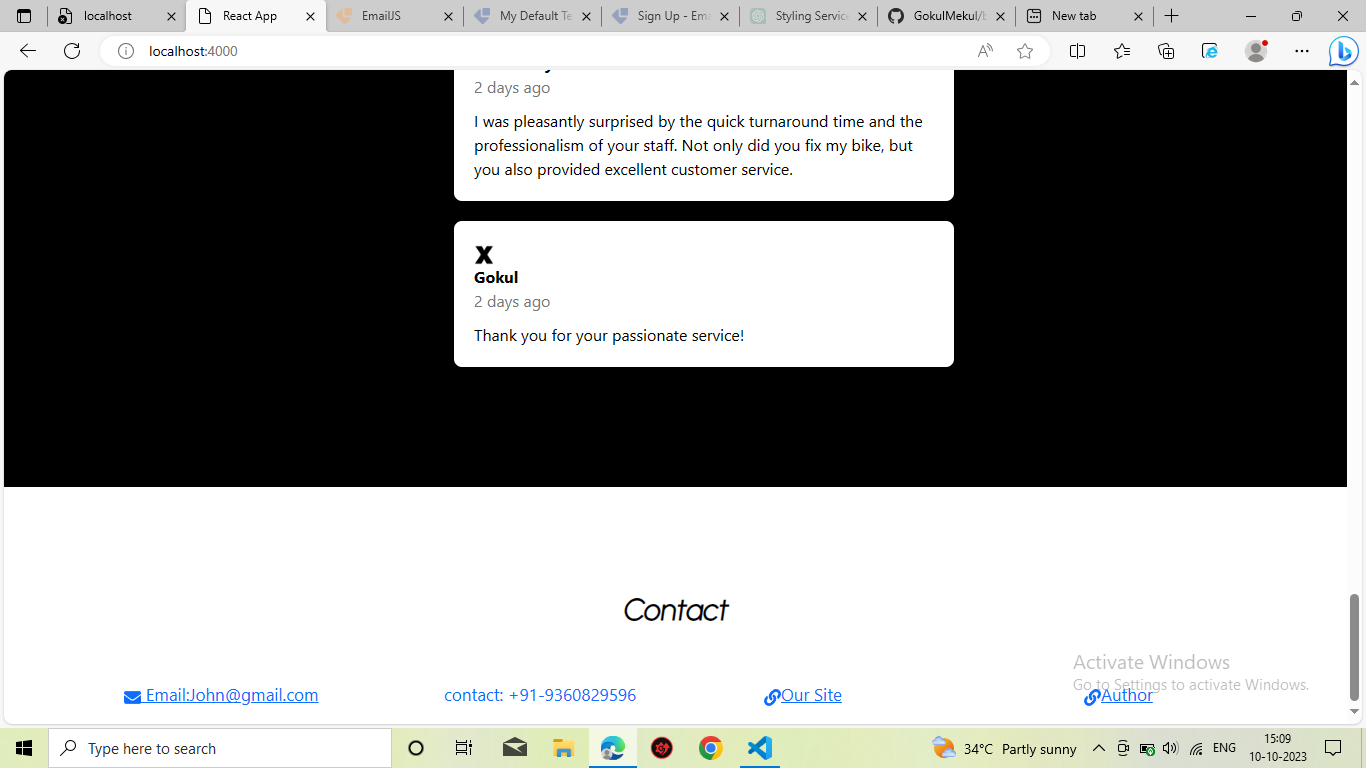 localhost
React App
EmailJS
My Default Te
Sign Up - Ema
Styling Service
GokulMekul/b
New tab
localhost:4000
2 days ago
I was pleasantly surprised by the quick turnaround time and the
professionalism of your staff. Not only did you fix my bike, but
you also provided excellent customer service.
X
Gokul
2 days ago
Thank you for your passionate service!
Contact
Email:John@gmail.com
contact: +91-9360829596
Our Site
Author
Activate Windows
Go to Settings to activate Windows.
Type here to search
34°C Partly sunny
ENG
15:09
10-10-2023